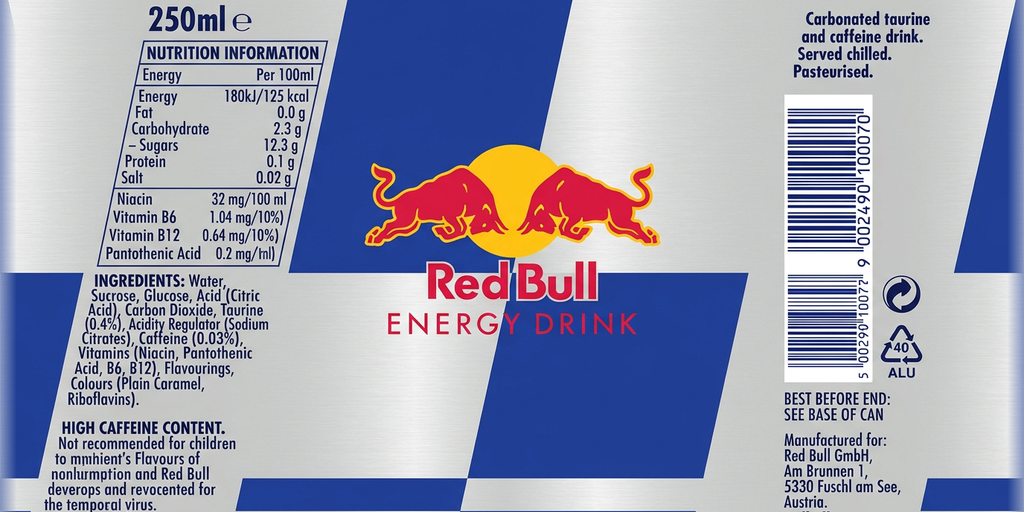 250ml ℮
NUTRITION INFORMATION
Energy Per 100ml
Energy 180kJ/125 kcal
Fat 0.0 g
Carbohydrate 2.3 g
– Sugars 12.3 g
Protein 0.1 g
Salt 0.02 g
Niacin 32 mg/100 ml
Vitamin B6 1.04 mg/10%)
Vitamin B12 0.64 mg/10%)
Pantothenic Acid 0.2 mg/
INGREDIENTS: Water,
Sucrose, Glucose, Acid (Citric
Acid), Carbon Dioxide, Taurine
(0.4%), Acidity Regulator (Sodium
Citrates), Caffeine (0.03%),
Vitamins (Niacin, Pantothenic
Acid, B6, B12), Flavourings,
Colours (Plain Caramel,
Riboflavins).
HIGH CAFFEINE CONTENT.
Not recommended for children
to Flavours of
and Red Bull
deverops and revocented for
the temporal virus.
Red Bull
ENERGY DRINK
Carbonated taurine
and caffeine drink.
Served chilled.
Pasteurised.
9 002490 100070
5 00290 10072
40
ALU
BEST BEFORE END:
SEE BASE OF CAN
Manufactured for:
Red Bull GmbH,
Am Brunnen 1,
5330 Fuschl am See,
Austria.